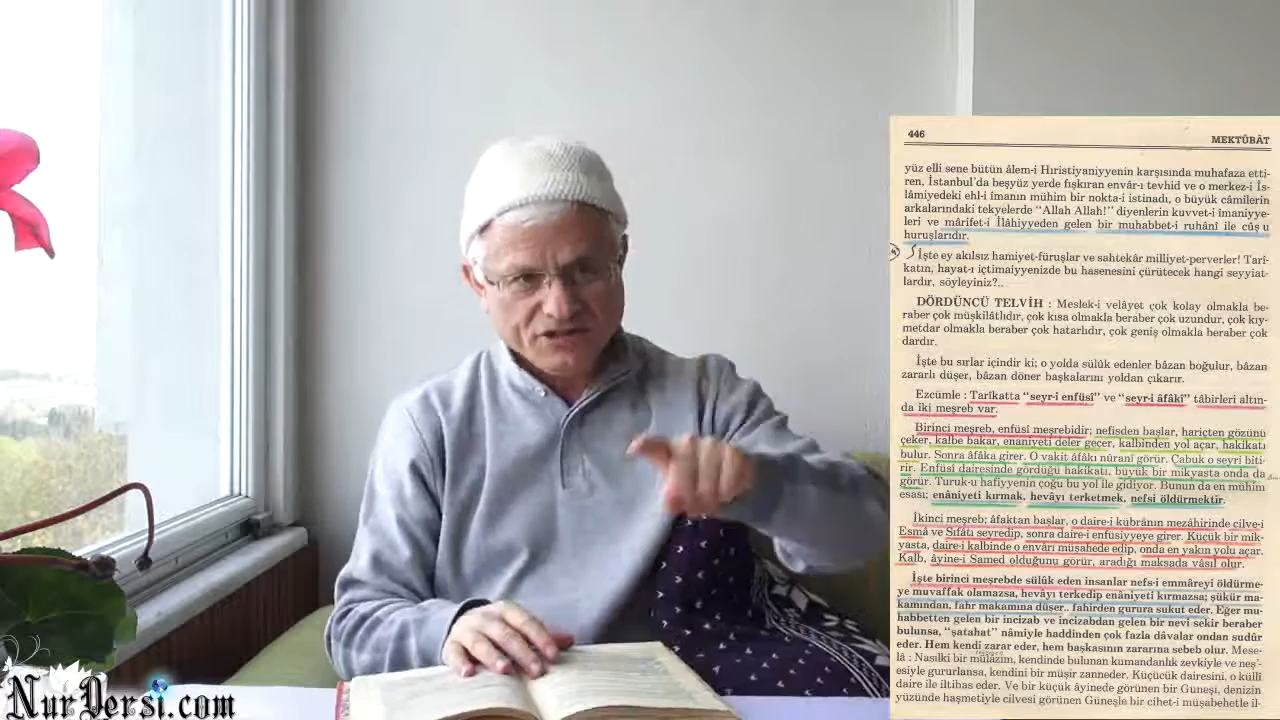 446
MEKTÛBÂT
yüz elli sene bütün âlem-i Hıristiyaniyyenin karşısında muhafaza etti-
ren, İstanbul'da beşyüz yerde fışkıran envâr-ı tevhid ve o merkez-i İs-
lâmiyedeki ehl-i imanın mühim bir nokta-i istinadı, o büyük câmilerin
arkalarındaki tekyelerde "Allah Allah!" diyenlerin kuvvet-i imaniyye-
leri ve mârifet-i İlâhiyyeden gelen bir muhabbet-i ruhânî ile cûş u
huruşlarıdır.
İşte ey akılsız hamiyet-füruşlar ve sahtekâr milliyet-perverler! Tari-
katın, hayat-ı içtimaiyyenizde bu hasenesini çürütecek hangi seyyiat-
lardır, söyleyiniz?..
DÖRDÜNCÜ TELVİH : Meslek-i velâyet çok kolay olmakla be-
raber çok müşkilâtlıdır, çok kısa olmakla beraber çok uzundur, çok kıy-
metdar olmakla beraber çok hatarlıdır, çok geniş olmakla beraber çok
dardır.
İşte bu sırlar içindir ki; o yolda sülûk edenler bâzan boğulur, bâzan
zararlı düşer, bâzan döner başkalarını yoldan çıkarır.
Ezcümle : Tarîkatta "seyr-i enfüsî" ve "seyr-i âfâkî" tâbirleri altın-
da iki meşreb var.
Birinci meşreb, enfüsî meşrebidir; nefisden başlar, hariçten gözünü
çeker, kalbe bakar, enaniyeti deler geçer, kalbinden yol açar, hakikatı
bulur. Sonra âfâka girer. O vakit âfâkı nûranî görür. Çabuk o seyri biti-
rir. Enfüsî dairesinde gördüğü hakikatı, büyük bir mikyasta onda da
görür. Turuk-u hafiyyenin çoğu bu yol ile gidiyor. Bunun da en mühim
esası; enâniyeti kırmak, hevâyı terketmek, nefsi öldürmektir.
İkinci meşreb; âfaktan başlar, o daire-i kübrânın mezâhirinde cilve-i
Esmâ ve Sıfâtı seyredip, sonra daire-i enfüsiyyeye girer. Küçük bir mik-
yasta, daire-i kalbinde o envârı müşahede edip, onda en yakın yolu açar.
Kalb, âyine-i Samed olduğunu görür, aradığı maksada vâsıl olur.
İşte birinci meşrebde sülûk eden insanlar nefs-i emmâreyi öldürme-
ye muvaffak olamazsa, hevâyı terkedip enâniyeti kırmazsa; şükür ma-
kamından, fahr makamına düşer.. fahirden gurura sukut eder. Eğer mu-
habbetten gelen bir incizab ve incizabdan gelen bir nevi sekir beraber
bulunsa, "şatahat" nâmiyle haddinden çok fazla dâvalar ondan sudûr
eder. Hem kendi zarar eder, hem başkasının zararına sebeb olur. Mese-
lâ : Nasılki bir mülâzım, kendinde bulunan kumandanlık zevkiyle ve neş'-
esiyle gururlansa, kendini bir müşir zanneder. Küçücük dairesini, o küllî
daire ile iltibas eder. Ve bir küçük âyinede görünen bir Güneşi, denizin
yüzünde haşmetiyle cilvesi görünen Güneşle bir cihet-i müşabehetle il-
NurDersi.com